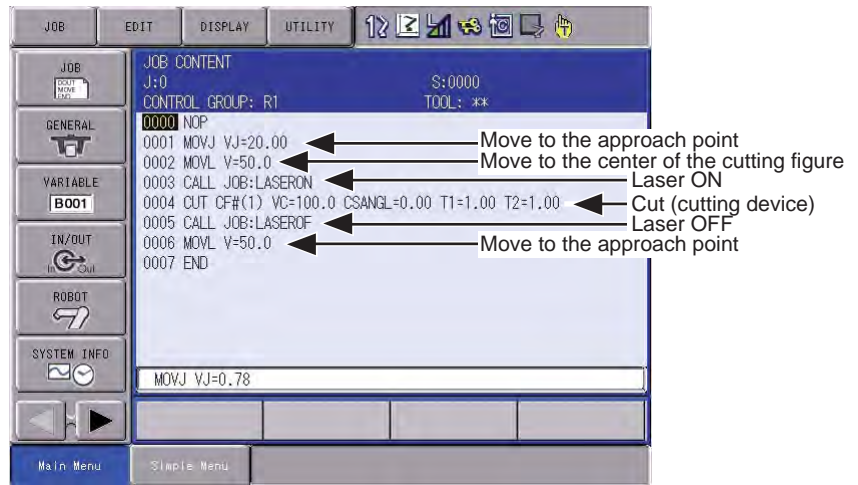 JOB EDIT DISPLAY UTILITY
JOB
DOUT
MOVE
END
GENERAL
VARIABLE
B001
IN/OUT
In Out
ROBOT
SYSTEM INFO
JOB CONTENT
J:0 S:0000
CONTROL GROUP: R1 TOOL: **
0000 NOP
0001 MOVJ VJ=20.00 Move to the approach point
0002 MOVL V=50.0 Move to the center of the cutting figure
0003 CALL JOB:LASERON Laser ON
0004 CUT CF#(1) VC=100.0 CSANGL=0.00 T1=1.00 T2=1.00 Cut (cutting device)
0005 CALL JOB:LASEROF Laser OFF
0006 MOVL V=50.0 Move to the approach point
0007 END
MOVJ VJ=0.78
Main Menu Simple Menu